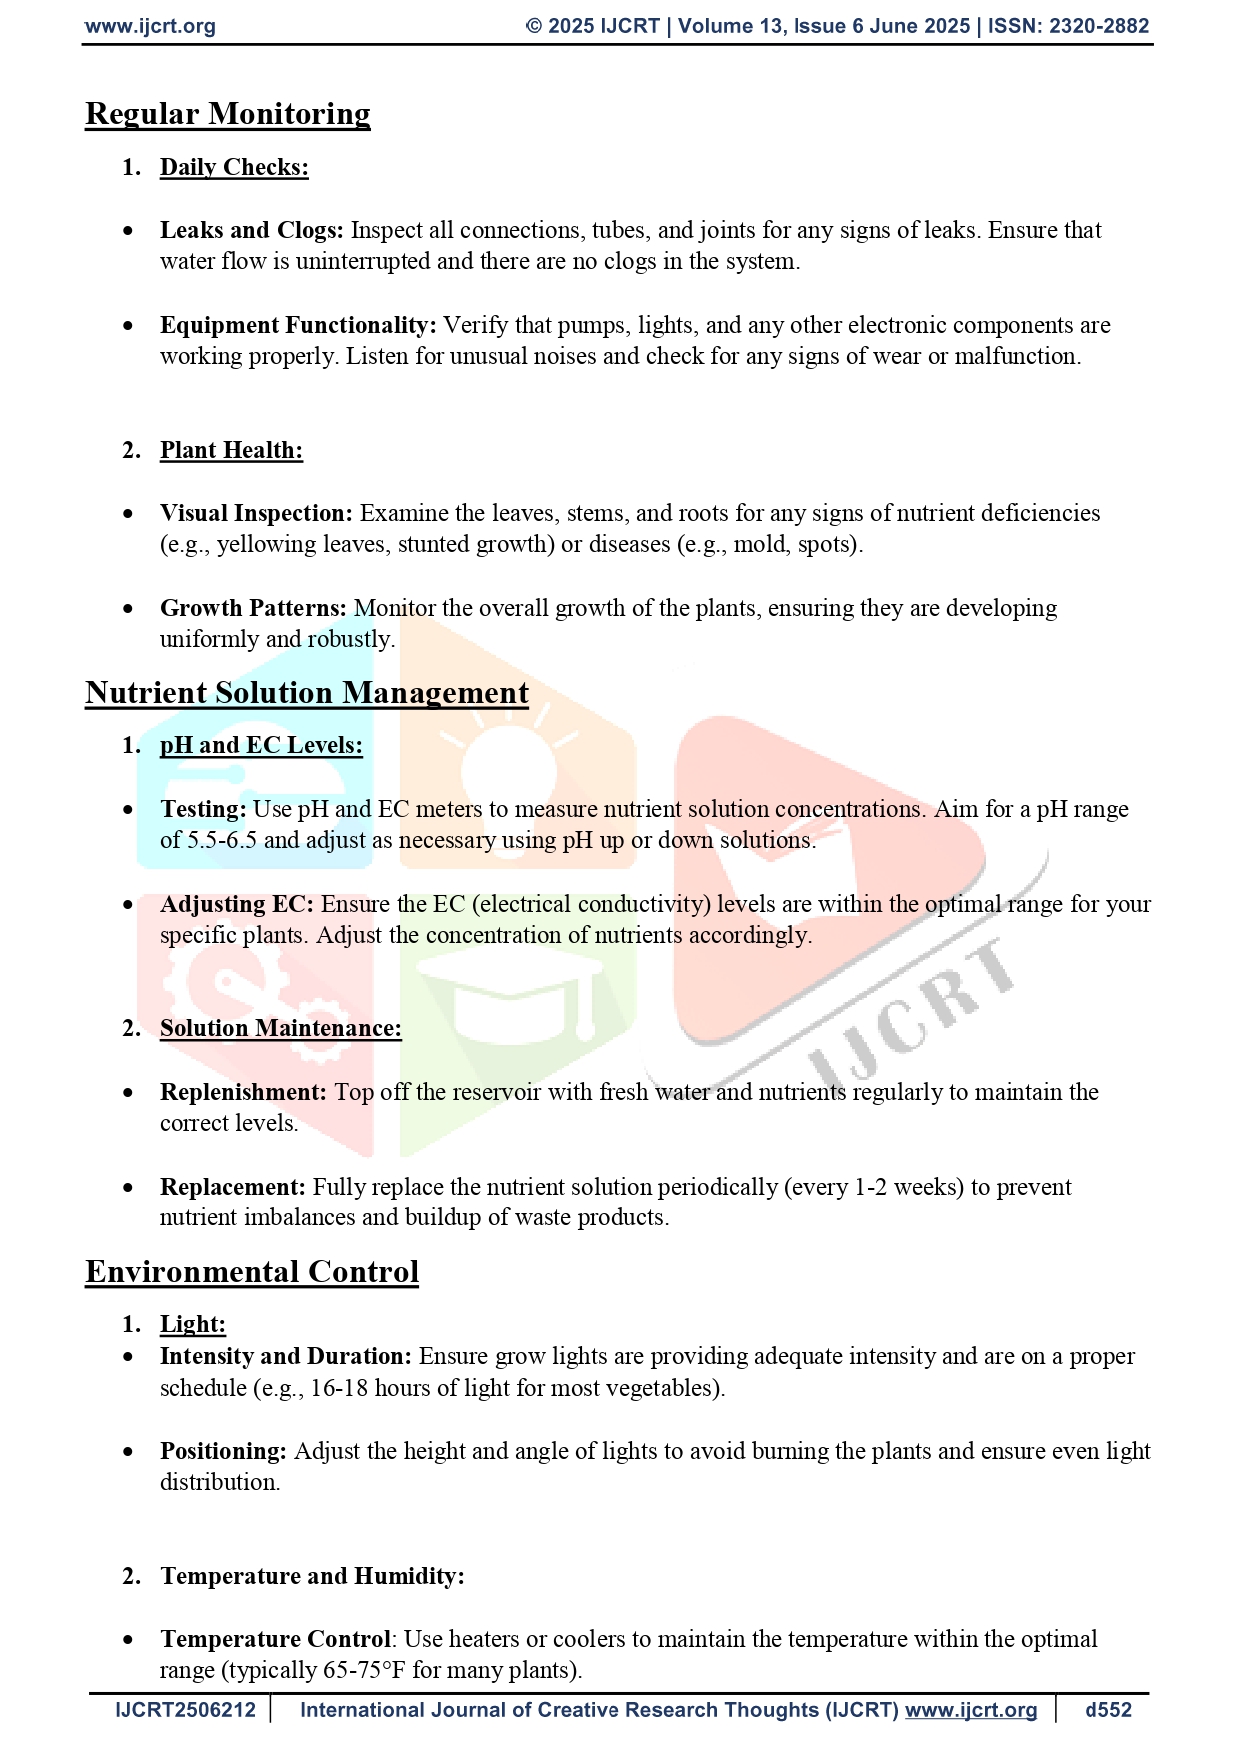 www.ijcrt.org © 2025 IJCRT | Volume 13, Issue 6 June 2025 | ISSN: 2320-2882
Regular Monitoring
1. Daily Checks:
• Leaks and Clogs: Inspect all connections, tubes, and joints for any signs of leaks. Ensure that
water flow is uninterrupted and there are no clogs in the system.
• Equipment Functionality: Verify that pumps, lights, and any other electronic components are
working properly. Listen for unusual noises and check for any signs of wear or malfunction.
2. Plant Health:
• Visual Inspection: Examine the leaves, stems, and roots for any signs of nutrient deficiencies
(e.g., yellowing leaves, stunted growth) or diseases (e.g., mold, spots).
• Growth Patterns: Monitor the overall growth of the plants, ensuring they are developing
uniformly and robustly.
Nutrient Solution Management
1. pH and EC Levels:
• Testing: Use pH and EC meters to measure nutrient solution concentrations. Aim for a pH range
of 5.5-6.5 and adjust as necessary using pH up or down solutions.
• Adjusting EC: Ensure the EC (electrical conductivity) levels are within the optimal range for your
specific plants. Adjust the concentration of nutrients accordingly.
IJCRT
2. Solution Maintenance:
• Replenishment: Top off the reservoir with fresh water and nutrients regularly to maintain the
correct levels.
• Replacement: Fully replace the nutrient solution periodically (every 1-2 weeks) to prevent
nutrient imbalances and buildup of waste products.
Environmental Control
1. Light:
• Intensity and Duration: Ensure grow lights are providing adequate intensity and are on a proper
schedule (e.g., 16-18 hours of light for most vegetables).
• Positioning: Adjust the height and angle of lights to avoid burning the plants and ensure even light
distribution.
2. Temperature and Humidity:
• Temperature Control: Use heaters or coolers to maintain the temperature within the optimal
range (typically 65-75°F for many plants).
IJCRT2506212 International Journal of Creative Research Thoughts (IJCRT) www.ijcrt.org d552